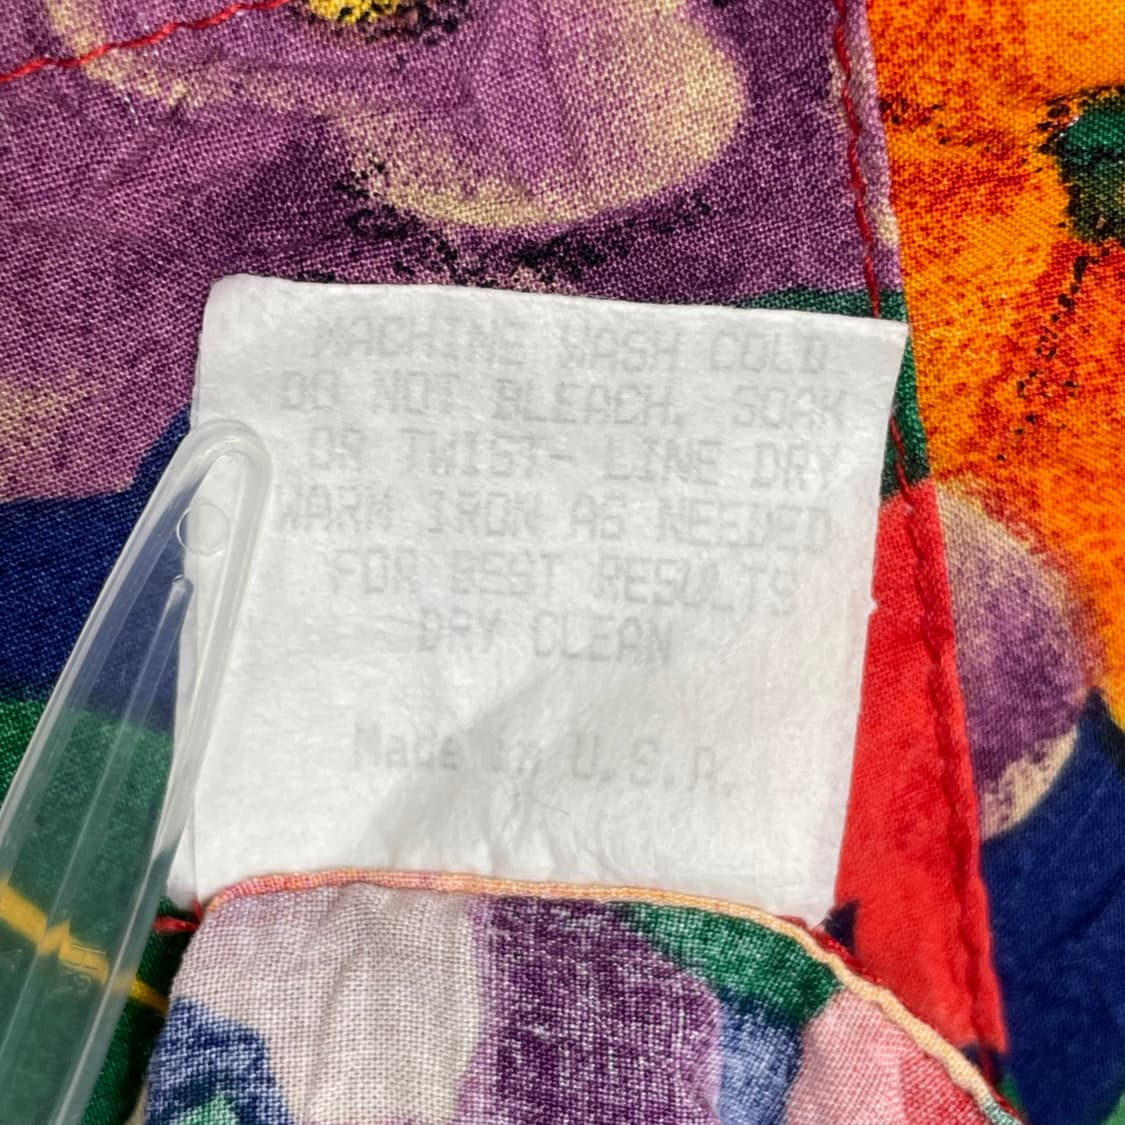 MACHINE WASH COLD
DO NOT BLEACH, SOAK
OR TWIST- LINE DRY
WARM IRON AS NEEDED
FOR BEST RESULTS
DRY CLEAN
Made in U.S.A.